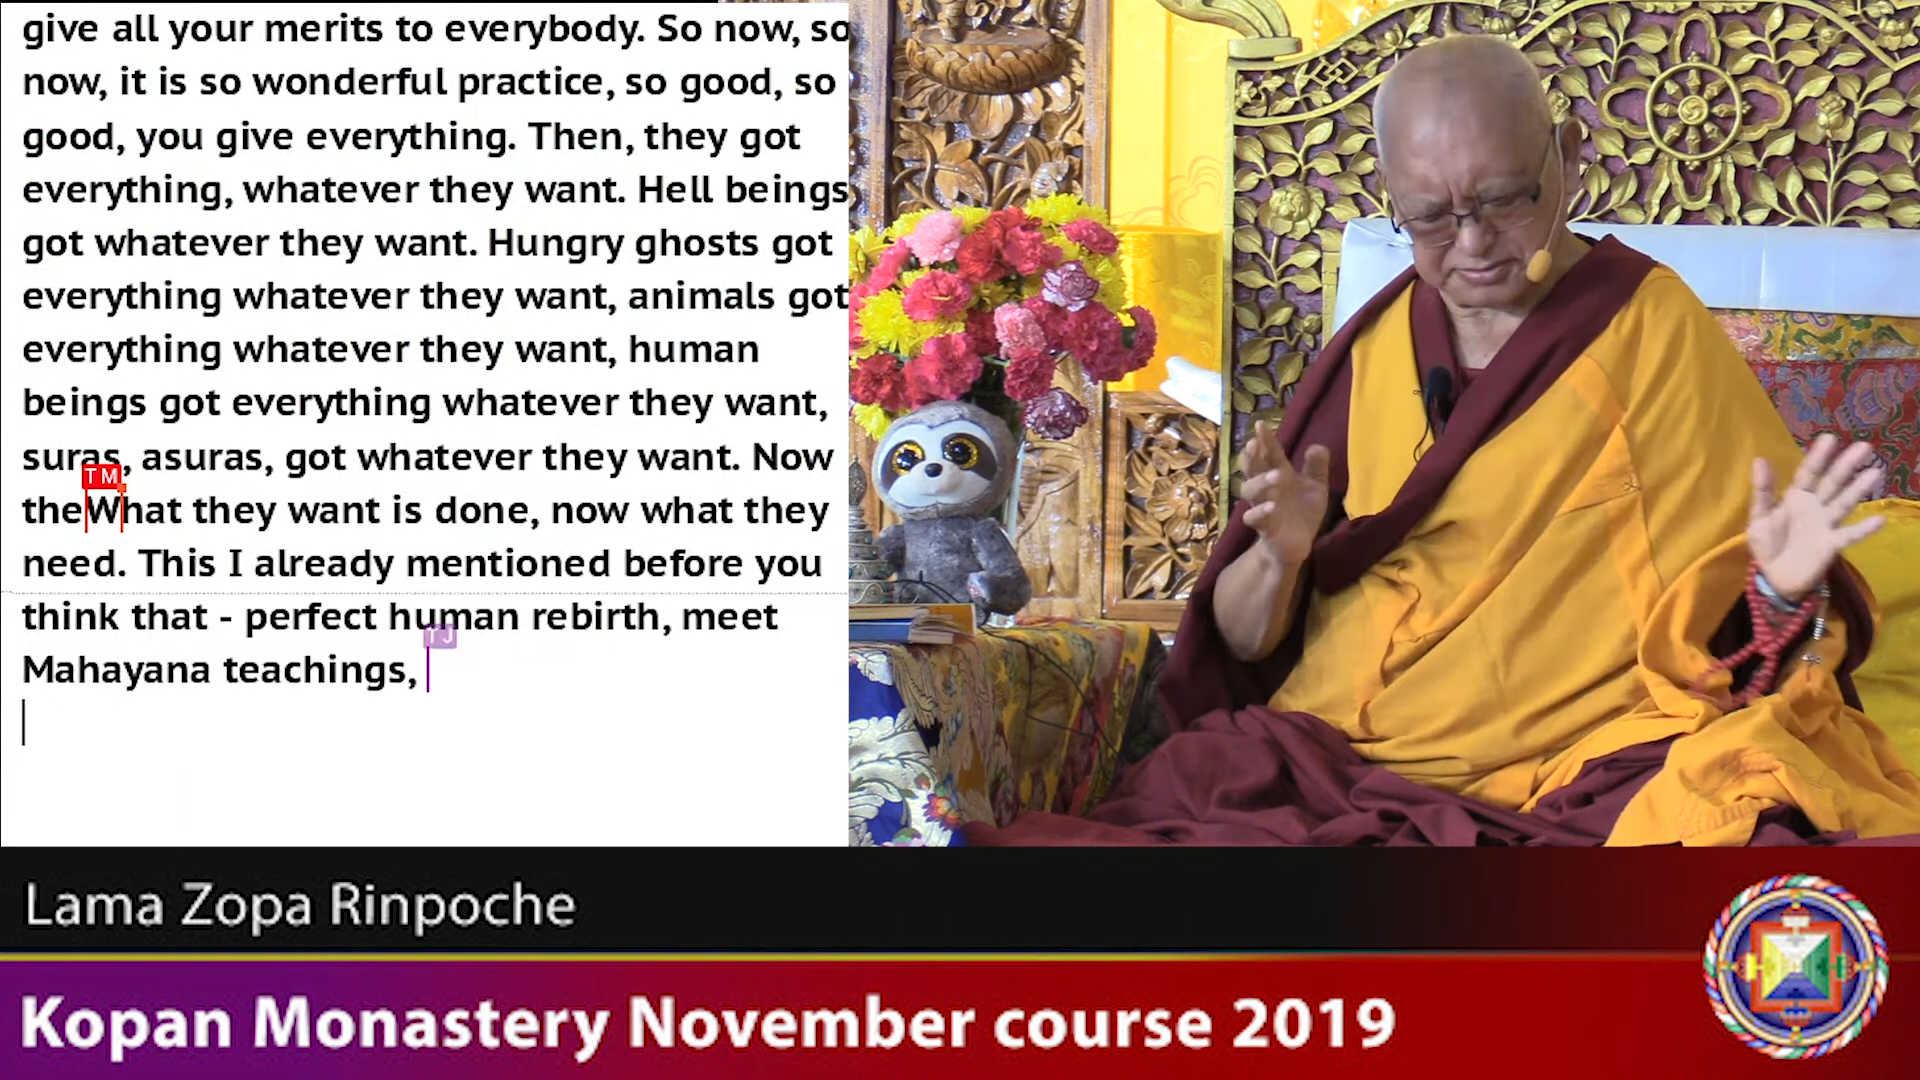 give all your merits to everybody. So now, so
now, it is so wonderful practice, so good, so
good, you give everything. Then, they got
everything, whatever they want. Hell beings,
got whatever they want. Hungry ghosts got
everything whatever they want, animals got
everything whatever they want, human
beings got everything whatever they want,
suras, asuras, got whatever they want. Now
TM
theWhat they want is done, now what they
need. This I already mentioned before you
think that - perfect human rebirth, meet
TJ
Mahayana teachings,
Lama Zopa Rinpoche
Kopan Monastery November course 2019